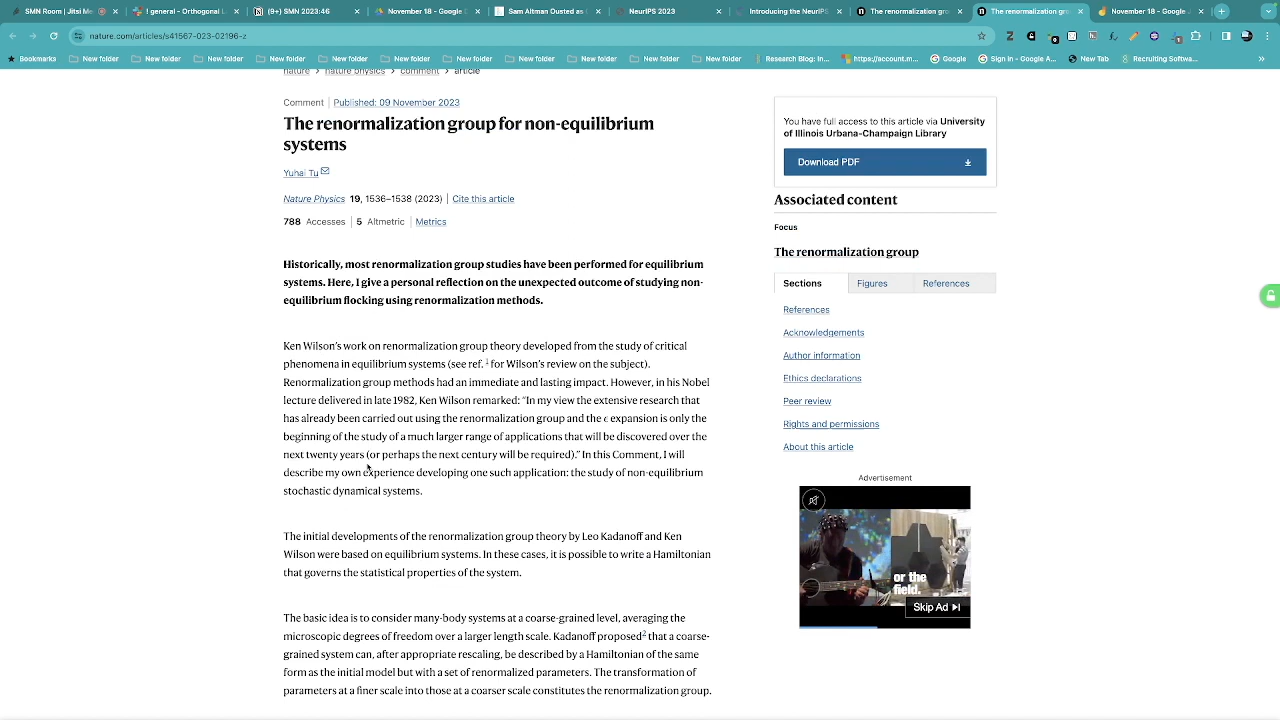 SMN Room | Jitsi Me
general - Orthogonal L
(9+) SMN 2023:46
November 18 - Google D
Sam Altman Ousted as
NeurIPS 2023
Introducing the NeurIPS
The renormalization gro
The renormalization gro
November 18 - Google
nature.com/articles/s41567-023-02196-z
Bookmarks
New folder
New folder
New folder
New folder
New folder
New folder
New folder
New folder
New folder
New folder
Research Blog: In...
https://account.m...
Google
Sign in - Google A...
New Tab
Recruiting Softwa...
nature > nature physics > comment > article
Comment | Published: 09 November 2023
The renormalization group for non-equilibrium
systems
Yuhai Tu
Nature Physics 19, 1536–1538 (2023) | Cite this article
788 Accesses | 5 Altmetric | Metrics
Historically, most renormalization group studies have been performed for equilibrium
systems. Here, I give a personal reflection on the unexpected outcome of studying non-
equilibrium flocking using renormalization methods.
Ken Wilson's work on renormalization group theory developed from the study of critical
phenomena in equilibrium systems (see ref. 1 for Wilson's review on the subject).
Renormalization group methods had an immediate and lasting impact. However, in his Nobel
lecture delivered in late 1982, Ken Wilson remarked: “In my view the extensive research that
has already been carried out using the renormalization group and the ϵ expansion is only the
beginning of the study of a much larger range of applications that will be discovered over the
next twenty years (or perhaps the next century will be required).” In this Comment, I will
describe my own experience developing one such application: the study of non-equilibrium
stochastic dynamical systems.
The initial developments of the renormalization group theory by Leo Kadanoff and Ken
Wilson were based on equilibrium systems. In these cases, it is possible to write a Hamiltonian
that governs the statistical properties of the system.
The basic idea is to consider many-body systems at a coarse-grained level, averaging the
microscopic degrees of freedom over a larger length scale. Kadanoff proposed2 that a coarse-
grained system can, after appropriate rescaling, be described by a Hamiltonian of the same
form as the initial model but with a set of renormalized parameters. The transformation of
parameters at a finer scale into those at a coarser scale constitutes the renormalization group.
You have full access to this article via University
of Illinois Urbana-Champaign Library
Download PDF
Associated content
Focus
The renormalization group
Sections
Figures
References
References
Acknowledgements
Author information
Ethics declarations
Peer review
Rights and permissions
About this article
Advertisement
or the
field.
Skip Ad